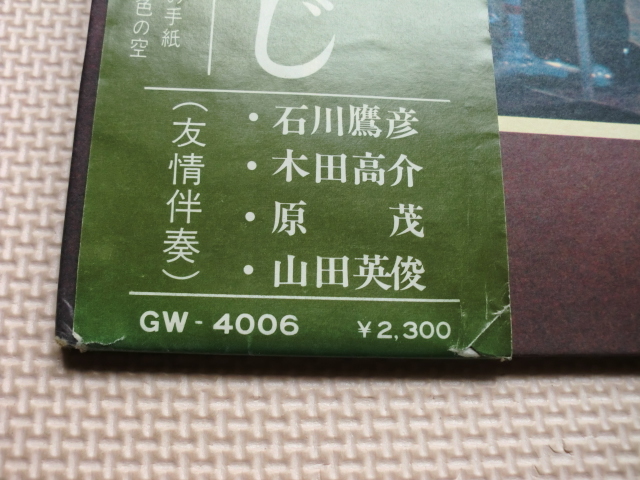 の手紙
色の空
じ
(友情伴奏)
・石川鷹彦
・木田高介
・原 茂
・山田英俊
GW-4006 ¥2,300